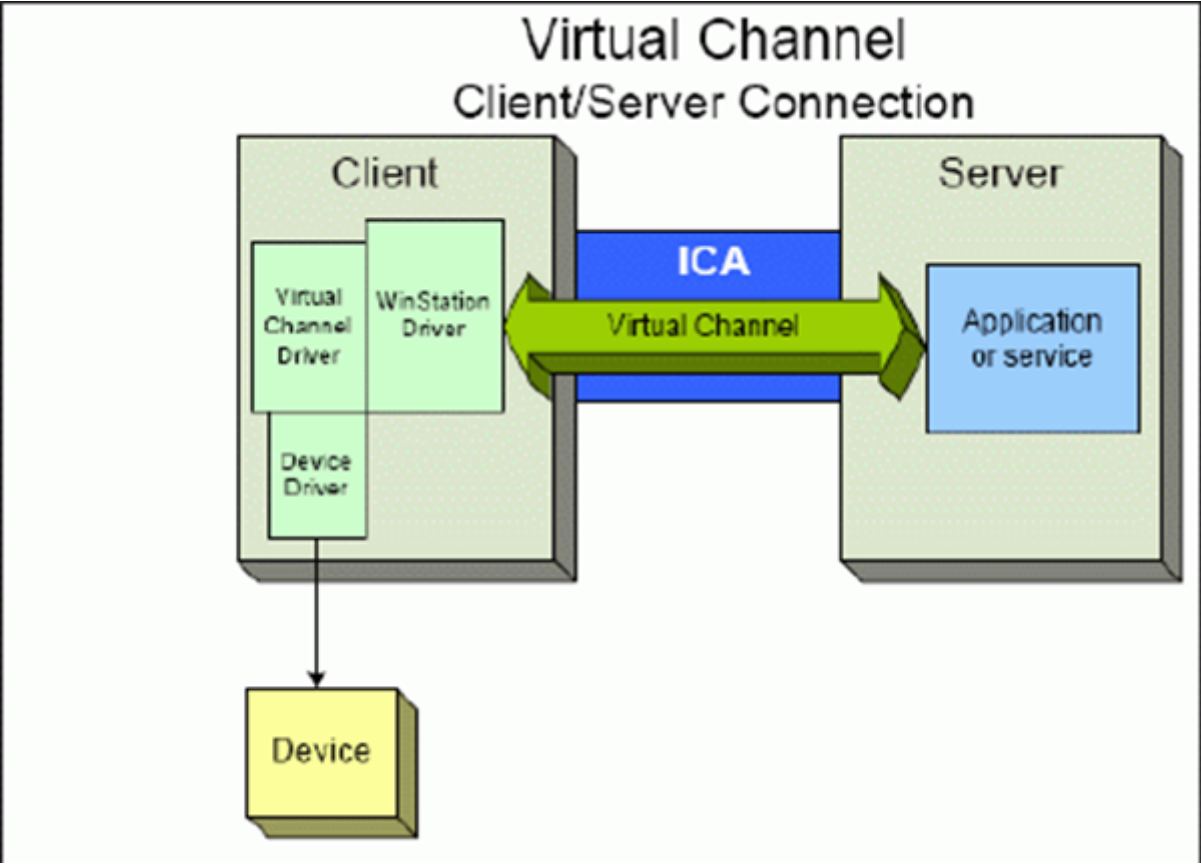 Virtual Channel
Client/Server Connection
Client
Server
Virtual
Channel
Driver
WinStation
Driver
Device
Driver
ICA
Virtual Channel
Application
or service
Device